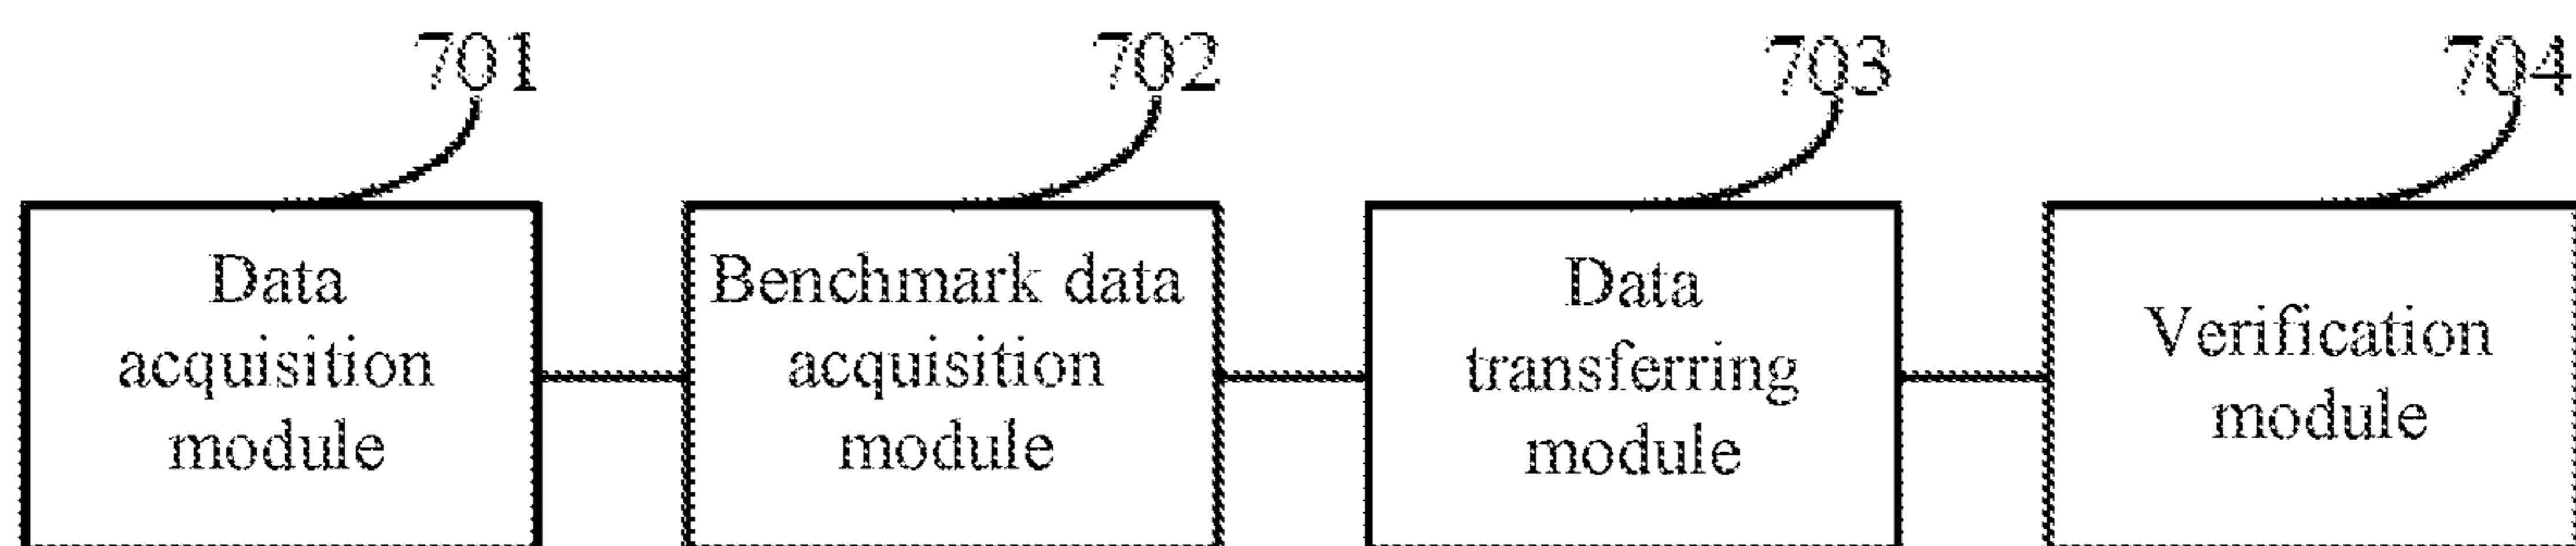 701
702
703
704
Data
acquisition
module
Benchmark data
acquisition
module
Data
transferring
module
Verification
module